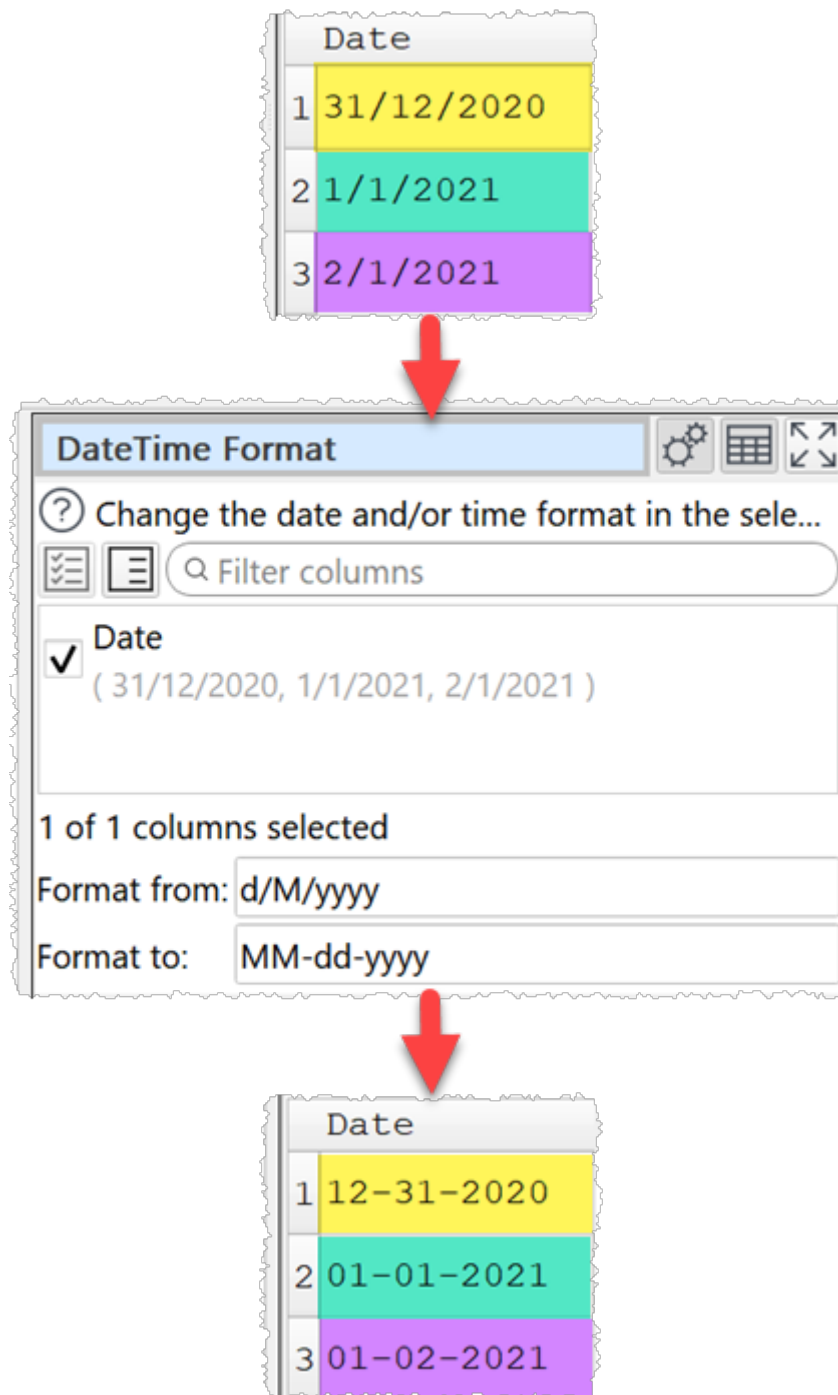 Date
1 31/12/2020
2 1/1/2021
3 2/1/2021
DateTime Format
? Change the date and/or time format in the sele...
Filter columns
Date
( 31/12/2020, 1/1/2021, 2/1/2021 )
1 of 1 columns selected
Format from: d/M/yyyy
Format to: MM-dd-yyyy
Date
1 12-31-2020
2 01-01-2021
3 01-02-2021